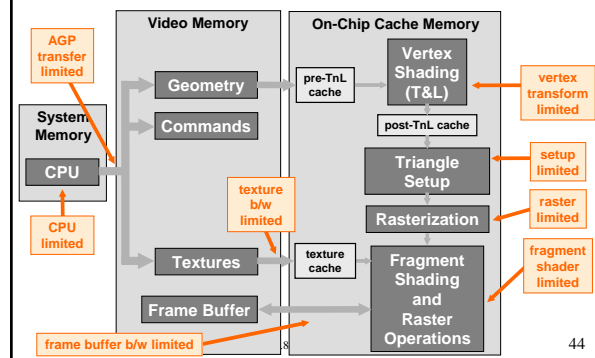 Video Memory
On-Chip Cache Memory
AGP
transfer
limited
Geometry
pre-TnL
cache
Vertex
Shading
(T&L)
vertex
transform
limited
System
Memory
Commands
post-TnL cache
CPU
Triangle
Setup
setup
limited
texture
b/w
limited
CPU
limited
Rasterization
raster
limited
Textures
texture
cache
Fragment
Shading
and
Raster
Operations
fragment
shader
limited
Frame Buffer
frame buffer b/w limited
.8
44